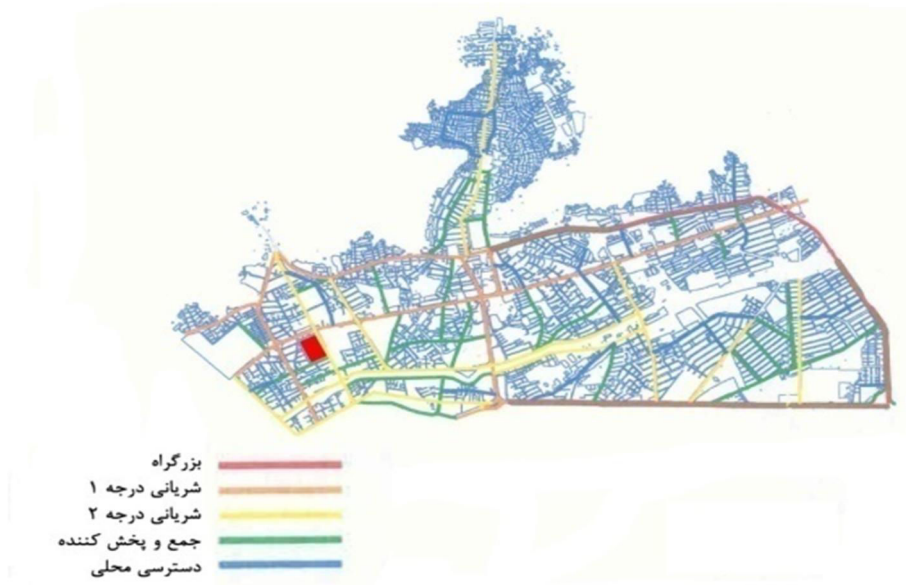 بزرگراه
شریانی درجه ۱
شریانی درجه ۲
جمع و پخش کننده
دسترسی محلی